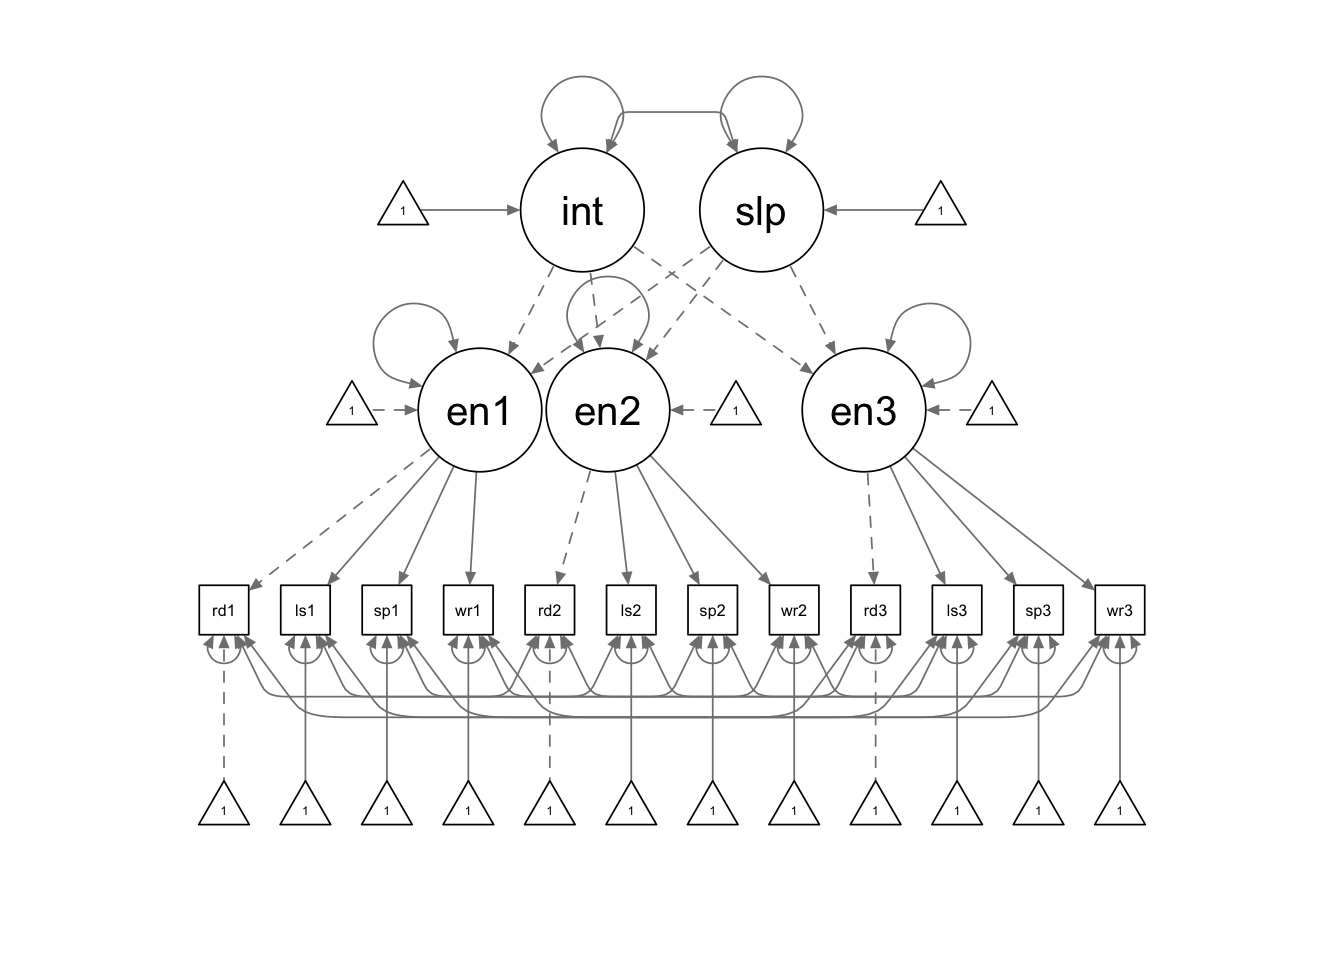 int slp
1 1
en1 en2 en3
1 1 1
rd1 ls1 sp1 wr1 rd2 ls2 sp2 wr2 rd3 ls3 sp3 wr3
1 1 1 1 1 1 1 1 1 1 1 1